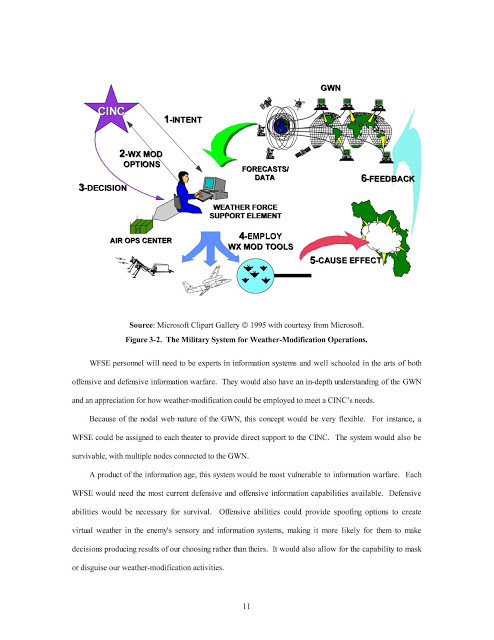 GWN
CINC
1-INTENT
2-WX MOD
OPTIONS
3-DECISION
FORECASTS/
DATA
6-FEEDBACK
WEATHER FORCE
SUPPORT ELEMENT
AIR OPS CENTER
4-EMPLOY
WX MOD TOOLS
5-CAUSE EFFECT
Source: Microsoft Clipart Gallery © 1995 with courtesy from Microsoft.
Figure 3-2. The Military System for Weather-Modification Operations.
WFSE personnel will need to be experts in information systems and well schooled in the arts of both
offensive and defensive information warfare. They would also have an in-depth understanding of the GWN
and an appreciation for how weather-modification could be employed to meet a CINC's needs.
Because of the nodal web nature of the GWN, this concept would be very flexible. For instance, a
WFSE could be assigned to each theater to provide direct support to the CINC. The system would also be
survivable, with multiple nodes connected to the GWN.
A product of the information age, this system would be most vulnerable to information warfare. Each
WFSE would need the most current defensive and offensive information capabilities available. Defensive
abilities would be necessary for survival. Offensive abilities could provide spoofing options to create
virtual weather in the enemy's sensory and information systems, making it more likely for them to make
decisions producing results of our choosing rather than theirs. It would also allow for the capability to mask
or disguise our weather-modification activities.
11